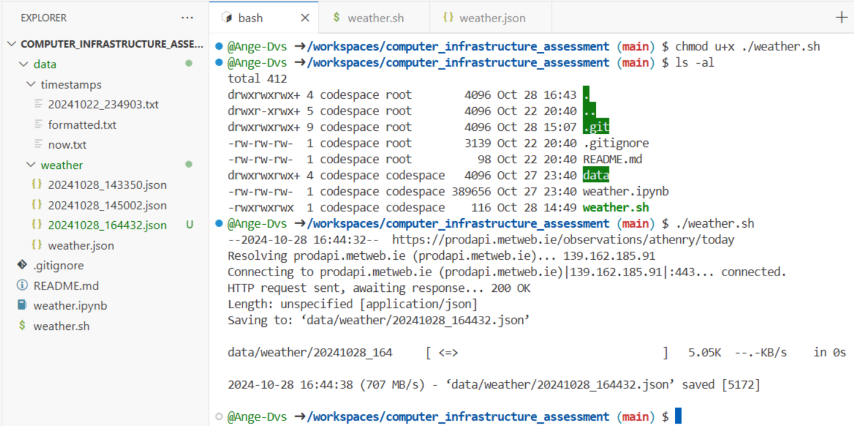 EXPLORER ...
COMPUTER_INFRASTRUCTURE_ASSE...
data
timestamps
20241022_234903.txt
formatted.txt
now.txt
weather
20241028_143350.json
20241028_145002.json
20241028_164432.json U
weather.json
.gitignore
README.md
weather.ipynb
$ weather.sh
bash $ weather.sh {} weather.json
@Ange-Dvs ➜/workspaces/computer_infrastructure_assessment (main) $ chmod u+x ./weather.sh
@Ange-Dvs ➜/workspaces/computer_infrastructure_assessment (main) $ ls -al
total 412
drwxrwxrwx+ 4 codespace root 4096 Oct 28 16:43 .
drwxr-xrwx+ 5 codespace root 4096 Oct 22 20:40 ..
drwxrwxrwx+ 9 codespace root 4096 Oct 28 15:07 .git
-rw-rw-rw- 1 codespace root 3139 Oct 22 20:40 .gitignore
-rw-rw-rw- 1 codespace root 98 Oct 22 20:40 README.md
drwxrwxrwx+ 4 codespace codespace 4096 Oct 27 23:40 data
-rw-rw-rw- 1 codespace codespace 389656 Oct 27 23:40 weather.ipynb
-rwxrwxrwx 1 codespace codespace 116 Oct 28 14:49 weather.sh
@Ange-Dvs ➜/workspaces/computer_infrastructure_assessment (main) $ ./weather.sh
--2024-10-28 16:44:32-- https://prodapi.metweb.ie/observations/athenry/today
Resolving prodapi.metweb.ie (prodapi.metweb.ie)... 139.162.185.91
Connecting to prodapi.metweb.ie (prodapi.metweb.ie)|139.162.185.91|:443... connected.
HTTP request sent, awaiting response... 200 OK
Length: unspecified [application/json]
Saving to: ‘data/weather/20241028_164432.json’
data/weather/20241028_164 [ <=> ] 5.05K --.-KB/s in 0s
2024-10-28 16:44:38 (707 MB/s) - ‘data/weather/20241028_164432.json’ saved [5172]
@Ange-Dvs ➜/workspaces/computer_infrastructure_assessment (main) $